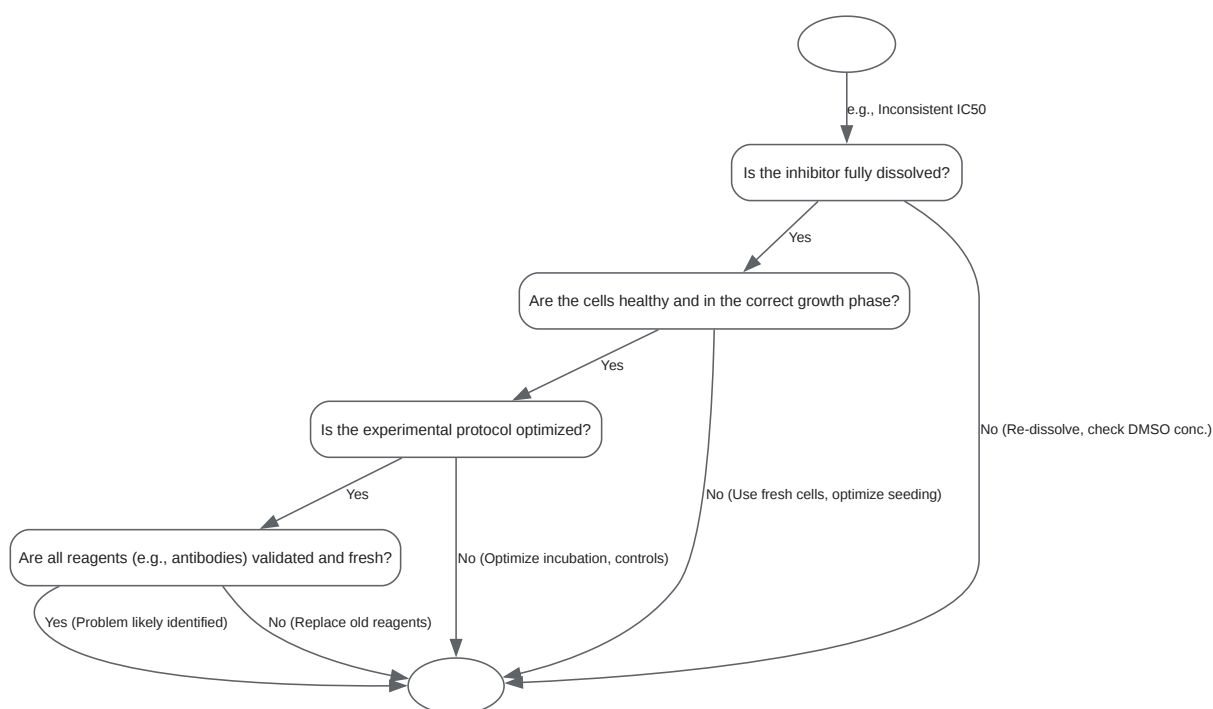 e.g., Inconsistent IC50
Is the inhibitor fully dissolved?
Yes
Are the cells healthy and in the correct growth phase?
Yes
Is the experimental protocol optimized?
No (Re-dissolve, check DMSO conc.)
Yes
No (Use fresh cells, optimize seeding)
Are all reagents (e.g., antibodies) validated and fresh?
No (Optimize incubation, controls)
Yes (Problem likely identified)
No (Replace old reagents)